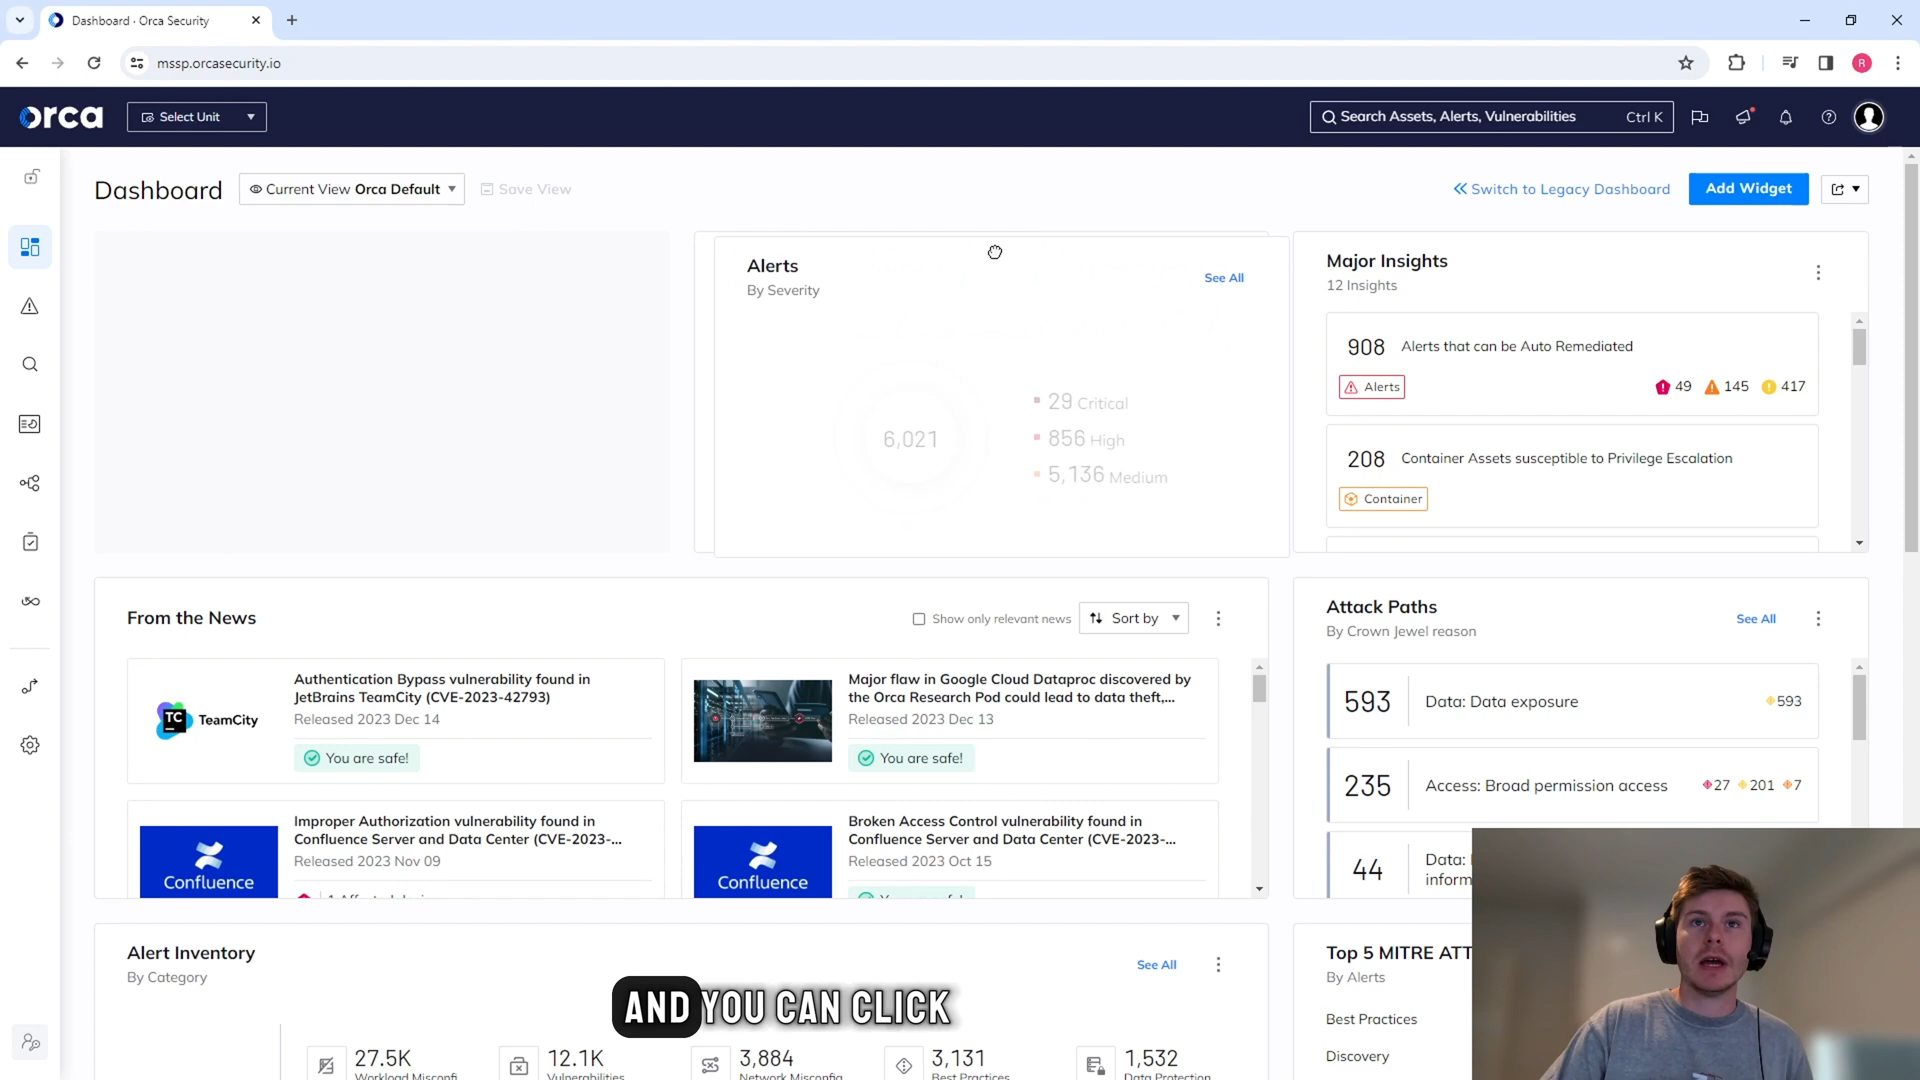 Dashboard · Orca Security
mssp.orcasecurity.io
R
orca
Select Unit
Search Assets, Alerts, Vulnerabilities Ctrl K
Dashboard
Current View Orca Default
Save View
Switch to Legacy Dashboard
Add Widget
Alerts
By Severity
See All
6,021
29 Critical
856 High
5,136 Medium
Major Insights
12 Insights
908 Alerts that can be Auto Remediated
Alerts
49 145 417
208 Container Assets susceptible to Privilege Escalation
Container
From the News
Show only relevant news
Sort by
TC TeamCity
Authentication Bypass vulnerability found in
JetBrains TeamCity (CVE-2023-42793)
Released 2023 Dec 14
You are safe!
Major flaw in Google Cloud Dataproc discovered by
the Orca Research Pod could lead to data theft,...
Released 2023 Dec 13
You are safe!
Confluence
Improper Authorization vulnerability found in
Confluence Server and Data Center (CVE-2023-...
Released 2023 Nov 09
Confluence
Broken Access Control vulnerability found in
Confluence Server and Data Center (CVE-2023-...
Released 2023 Oct 15
Attack Paths
By Crown Jewel reason
See All
593 Data: Data exposure 593
235 Access: Broad permission access 27 201 7
44 Data:
inform
Alert Inventory
By Category
See All
27.5K
12.1K
Vulnerabilities
3,884
3,131
Best Practices
1,532
Data Protection
Top 5 MITRE ATT
By Alerts
Best Practices
Discovery
AND YOU CAN CLICK